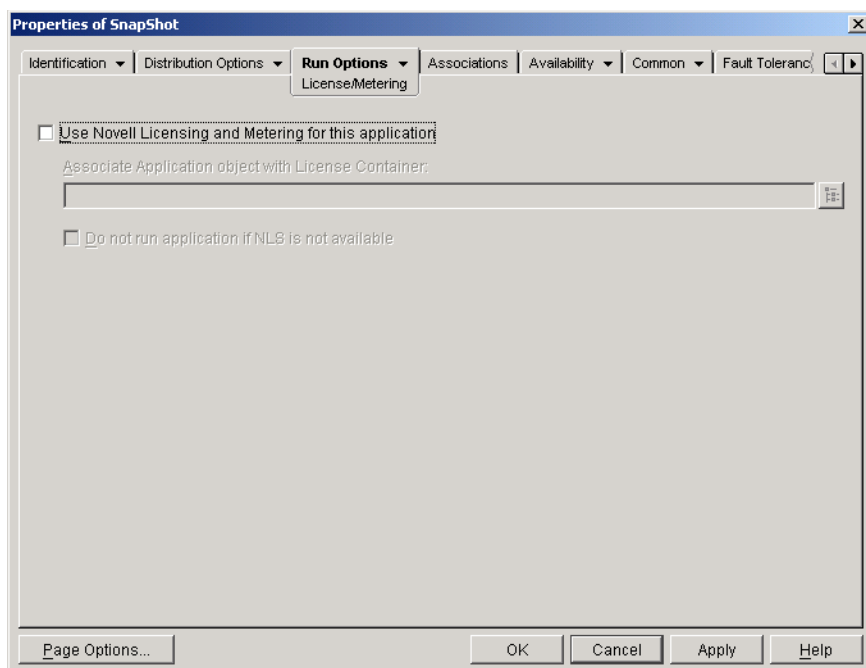 Properties of SnapShot
Identification
Distribution Options
Run Options
Associations
Availability
Common
Fault Toleranc
License/Metering
Use Novell Licensing and Metering for this application
Associate Application object with License Container:
Do not run application if NLS is not available
Page Options...
OK
Cancel
Apply
Help